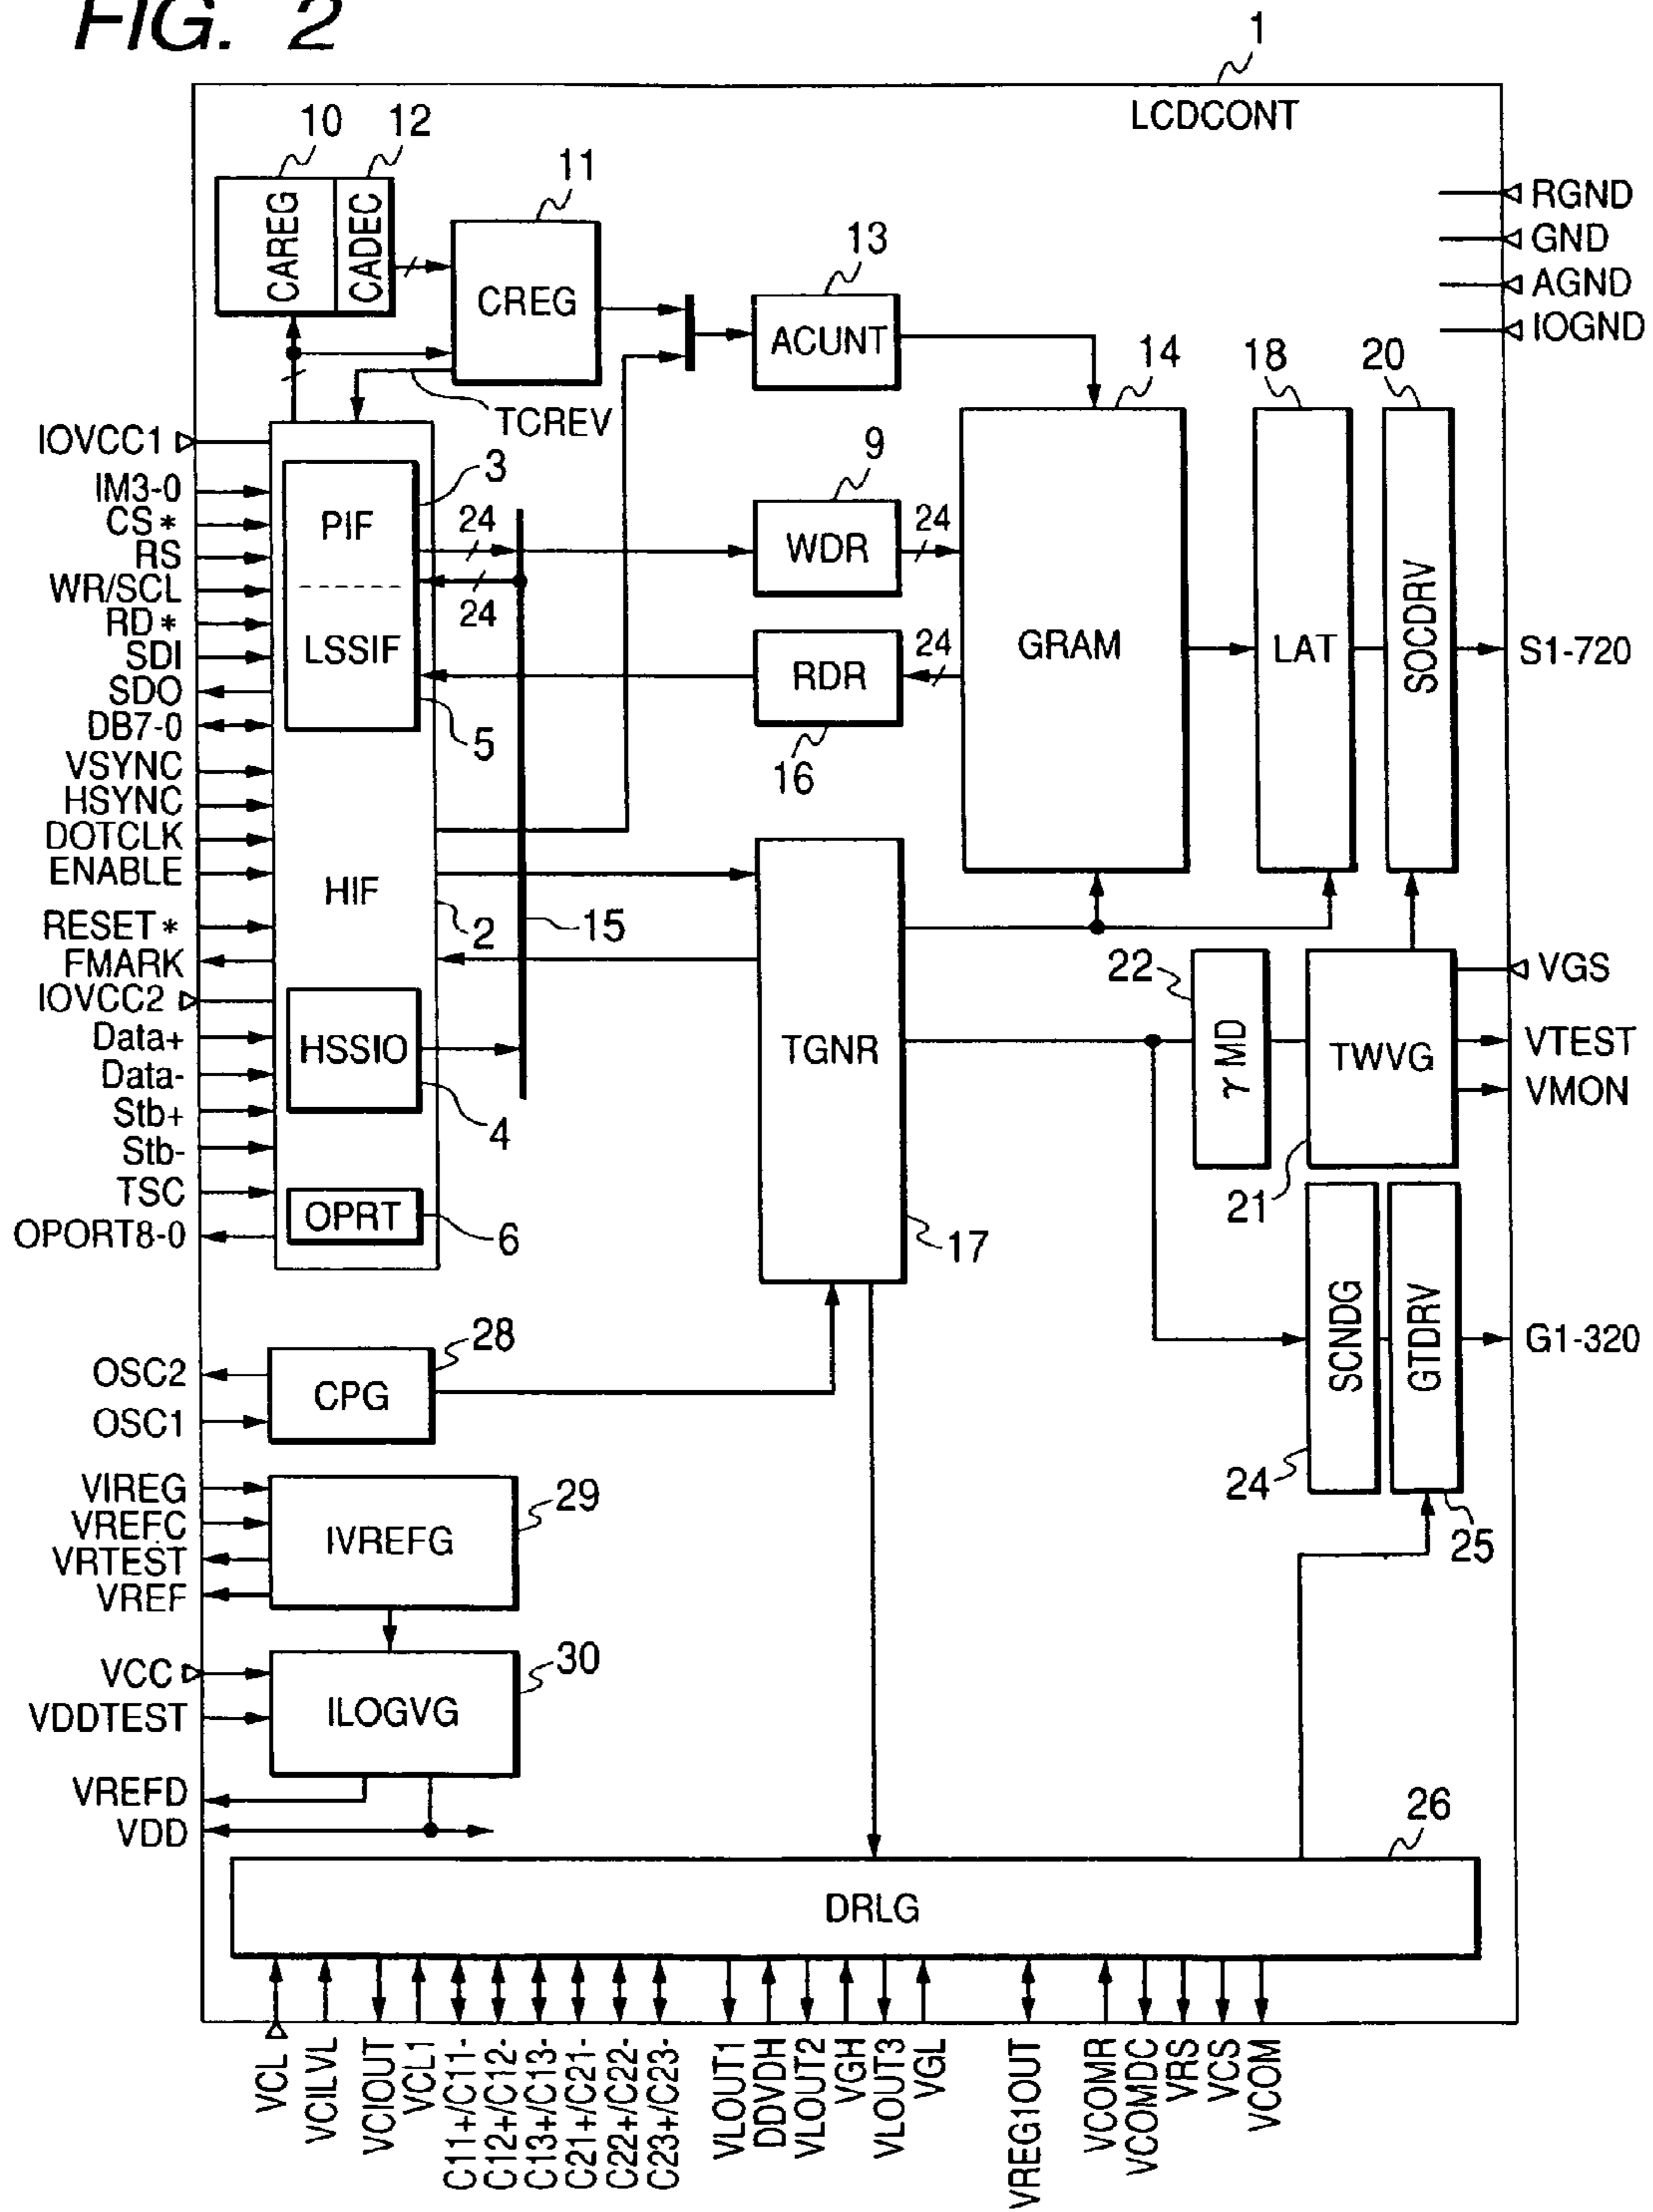 FIG. 2
1
LCDCONT
10
12
11
13
CAREG
CADEC
CREG
ACUNT
RGND
GND
AGND
IOGND
14
18
20
TCREV
IOVCC1
IM3-0
CS*
RS
WR/SCL
RD*
SDI
SDO
DB7-0
VSYNC
HSYNC
DOTCLK
ENABLE
RESET*
FMARK
IOVCC2
Data+
Data-
Stb+
Stb-
TSC
OPORT8-0
3
PIF
LSSIF
5
24
24
9
WDR
24
RDR
24
16
GRAM
LAT
SOCDRV
S1-720
HIF
2
15
HSSIO
4
OPRT
6
TGNR
17
22
γMD
TWVG
21
VGS
VTEST
VMON
SCNDG
GTDRV
G1-320
24
25
OSC2
OSC1
CPG
28
VIREG
VREFC
VRTEST
VREF
IVREFG
29
VCC
VDDTEST
ILOGVG
30
VREFD
VDD
26
DRLG
VCL
VCILVL
VCIOUT
VCL1
C11+/C11-
C12+/C12-
C13+/C13-
C21+/C21-
C22+/C22-
C23+/C23-
VLOUT1
DDVDH
VLOUT2
VGH
VLOUT3
VGL
VREG1OUT
VCOMR
VCOMDC
VRS
VCS
VCOM